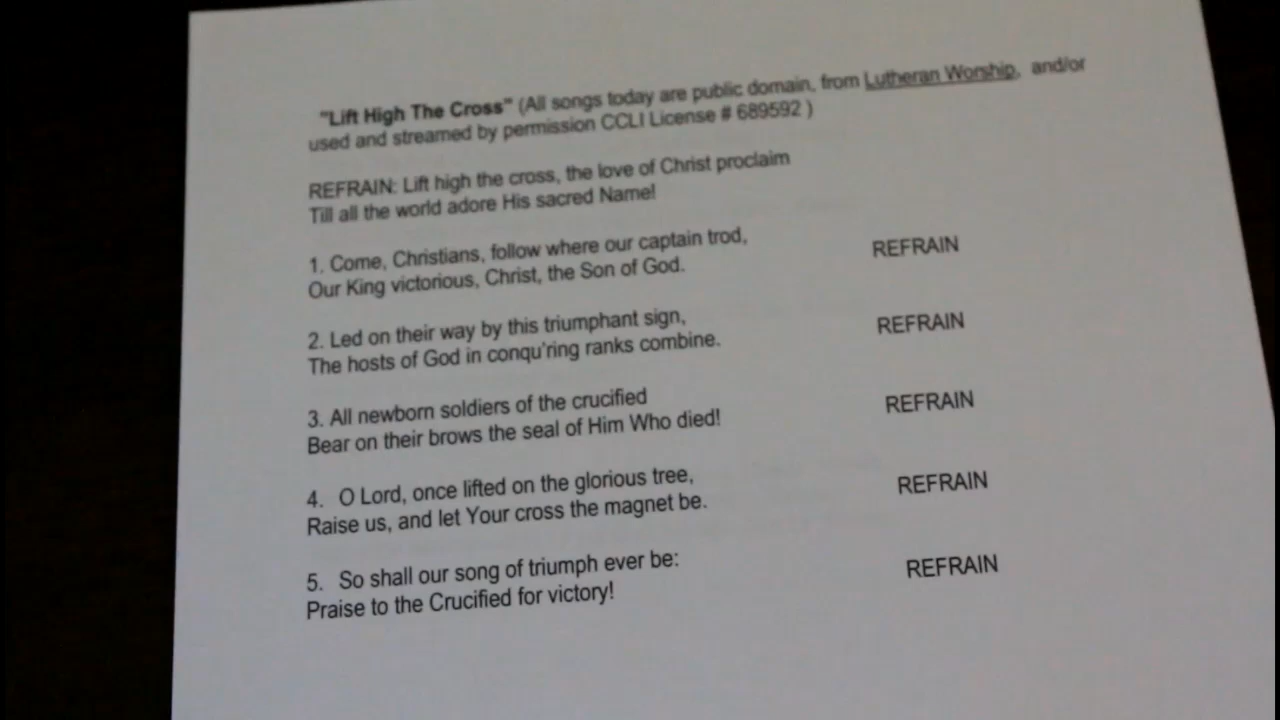 "Lift High The Cross" (All songs today are public domain, from Lutheran Worship, and/or
used and streamed by permission CCLI License # 689592 )
REFRAIN: Lift high the cross, the love of Christ proclaim
Till all the world adore His sacred Name!
1. Come, Christians, follow where our captain trod,
Our King victorious, Christ, the Son of God. REFRAIN
2. Led on their way by this triumphant sign,
The hosts of God in conqu'ring ranks combine. REFRAIN
3. All newborn soldiers of the crucified
Bear on their brows the seal of Him Who died! REFRAIN
4. O Lord, once lifted on the glorious tree,
Raise us, and let Your cross the magnet be. REFRAIN
5. So shall our song of triumph ever be:
Praise to the Crucified for victory! REFRAIN